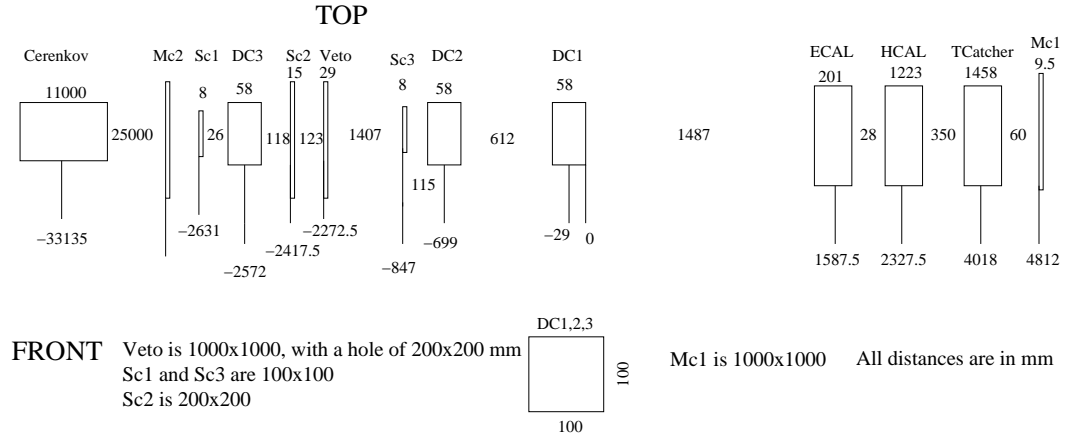 TOP
Cerenkov Mc2 Sc1 DC3 Sc2 Veto Sc3 DC2 DC1 ECAL HCAL TCatcher Mc1
11000 8 58 15 29 8 58 58 201 1223 1458 9.5
25000 26 118 123 1407 115 612 1487 28 350 60
−33135 −2631 −2572 −2417.5 −2272.5 −847 −699 −29 0 1587.5 2327.5 4018 4812
FRONT
Veto is 1000x1000, with a hole of 200x200 mm
Sc1 and Sc3 are 100x100
Sc2 is 200x200
DC1,2,3
100
100
Mc1 is 1000x1000 All distances are in mm